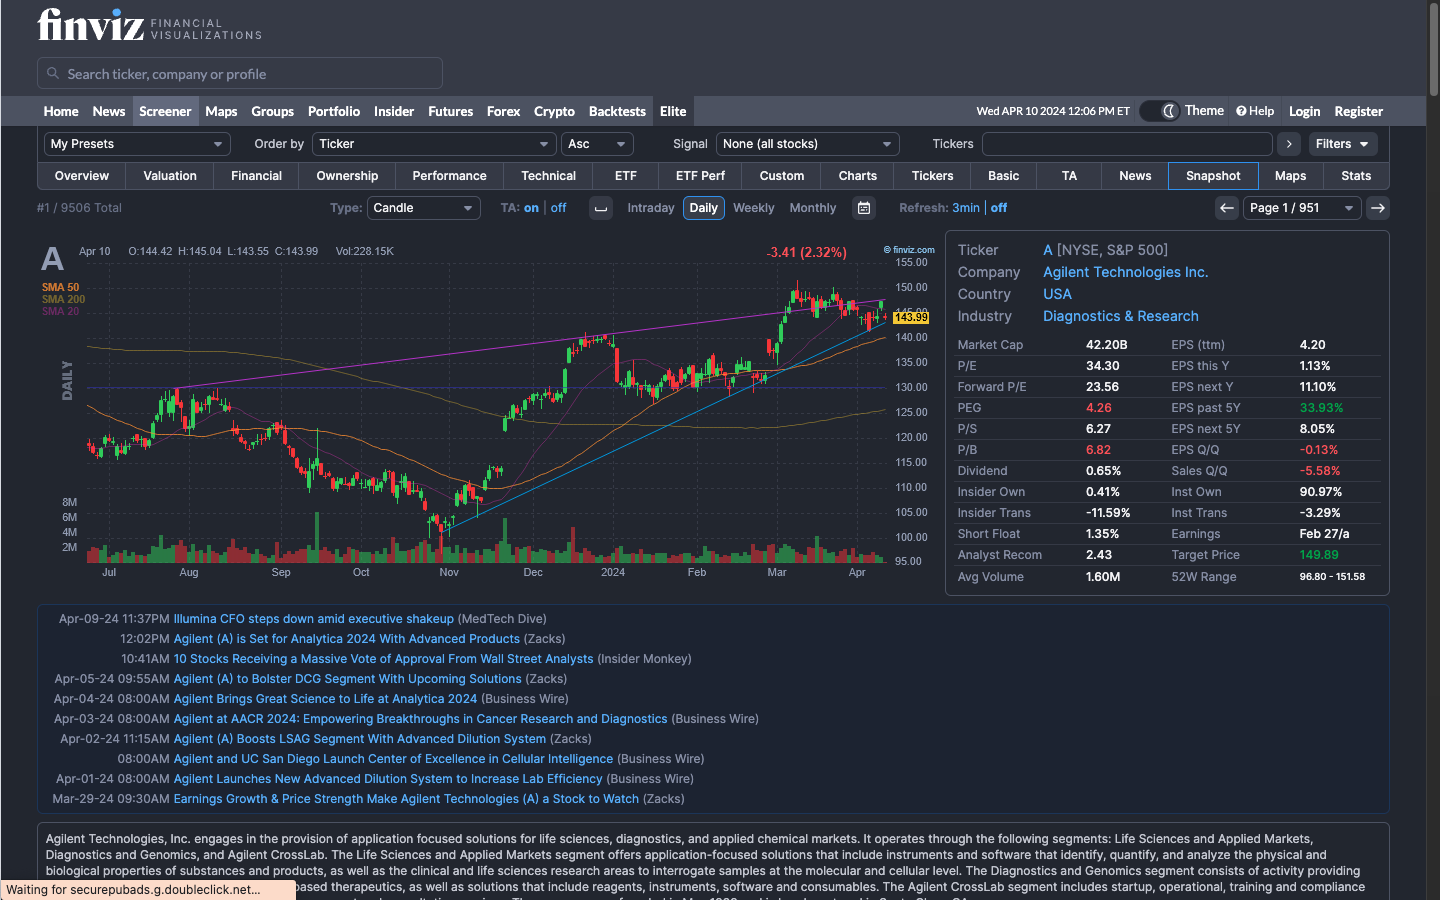 finviz FINANCIAL VISUALIZATIONS
Search ticker, company or profile
Home News Screener Maps Groups Portfolio Insider Futures Forex Crypto Backtests Elite Wed APR 10 2024 12:06 PM ET Theme Help Login Register
My Presets Order by Ticker Asc Signal None (all stocks) Tickers Filters
Overview Valuation Financial Ownership Performance Technical ETF ETF Perf Custom Charts Tickers Basic TA News Snapshot Maps Stats
#1 / 9506 Total Type: Candle TA: on | off Intraday Daily Weekly Monthly Refresh: 3min | off Page 1 / 951
A Apr 10 O:144.42 H:145.04 L:143.55 C:143.99 Vol:228.15K -3.41 (2.32%) © finviz.com
SMA 50
SMA 200
SMA 20
DAILY
155.00
150.00
145.00
143.99
140.00
135.00
130.00
125.00
120.00
115.00
110.00
105.00
100.00
95.00
8M
6M
4M
2M
Jul Aug Sep Oct Nov Dec 2024 Feb Mar Apr
Ticker A [NYSE, S&P 500]
Company Agilent Technologies Inc.
Country USA
Industry Diagnostics & Research
Market Cap 42.20B EPS (ttm) 4.20
P/E 34.30 EPS this Y 1.13%
Forward P/E 23.56 EPS next Y 11.10%
PEG 4.26 EPS past 5Y 33.93%
P/S 6.27 EPS next 5Y 8.05%
P/B 6.82 EPS Q/Q -0.13%
Dividend 0.65% Sales Q/Q -5.58%
Insider Own 0.41% Inst Own 90.97%
Insider Trans -11.59% Inst Trans -3.29%
Short Float 1.35% Earnings Feb 27/a
Analyst Recom 2.43 Target Price 149.89
Avg Volume 1.60M 52W Range 96.80 - 151.58
Apr-09-24 11:37PM Illumina CFO steps down amid executive shakeup (MedTech Dive)
12:02PM Agilent (A) is Set for Analytica 2024 With Advanced Products (Zacks)
10:41AM 10 Stocks Receiving a Massive Vote of Approval From Wall Street Analysts (Insider Monkey)
Apr-05-24 09:55AM Agilent (A) to Bolster DCG Segment With Upcoming Solutions (Zacks)
Apr-04-24 08:00AM Agilent Brings Great Science to Life at Analytica 2024 (Business Wire)
Apr-03-24 08:00AM Agilent at AACR 2024: Empowering Breakthroughs in Cancer Research and Diagnostics (Business Wire)
Apr-02-24 11:15AM Agilent (A) Boosts LSAG Segment With Advanced Dilution System (Zacks)
08:00AM Agilent and UC San Diego Launch Center of Excellence in Cellular Intelligence (Business Wire)
Apr-01-24 08:00AM Agilent Launches New Advanced Dilution System to Increase Lab Efficiency (Business Wire)
Mar-29-24 09:30AM Earnings Growth & Price Strength Make Agilent Technologies (A) a Stock to Watch (Zacks)
Agilent Technologies, Inc. engages in the provision of application focused solutions for life sciences, diagnostics, and applied chemical markets. It operates through the following segments: Life Sciences and Applied Markets,
Diagnostics and Genomics, and Agilent CrossLab. The Life Sciences and Applied Markets segment offers application-focused solutions that include instruments and software that identify, quantify, and analyze the physical and
biological properties of substances and products, as well as the clinical and life sciences research areas to interrogate samples at the molecular and cellular level. The Diagnostics and Genomics segment consists of activity providing
based therapeutics, as well as solutions that include reagents, instruments, software and consumables. The Agilent CrossLab segment includes startup, operational, training and compliance
Waiting for securepubads.g.doubleclick.net...